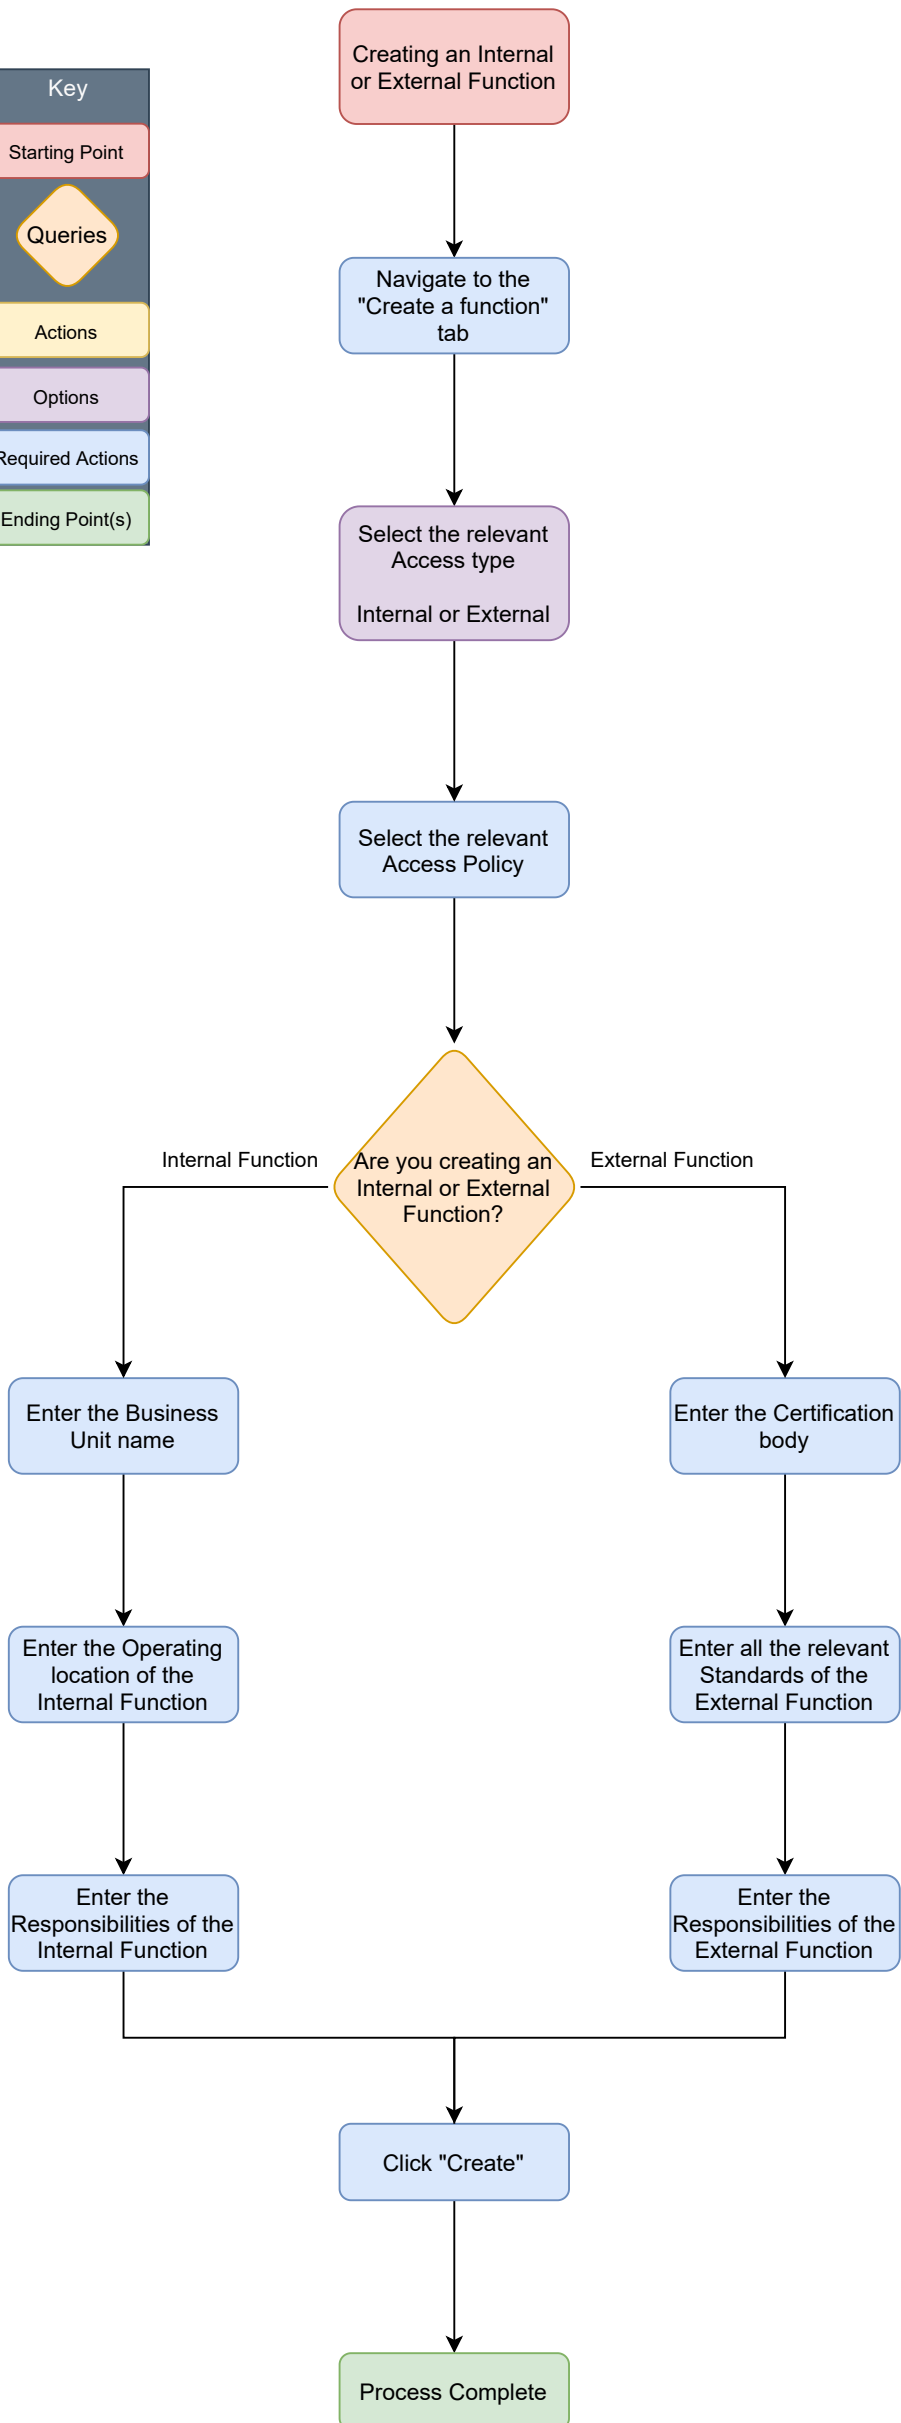 Creating an Internal
or External Function
Key
Starting Point
Queries
Actions
Options
Required Actions
Ending Point(s)
Navigate to the
"Create a function"
tab
Select the relevant
Access type
Internal or External
Select the relevant
Access Policy
Are you creating an
Internal or External
Function?
Internal Function
External Function
Enter the Business
Unit name
Enter the Operating
location of the
Internal Function
Enter the
Responsibilities of the
Internal Function
Enter the Certification
body
Enter all the relevant
Standards of the
External Function
Enter the
Responsibilities of the
External Function
Click "Create"
Process Complete